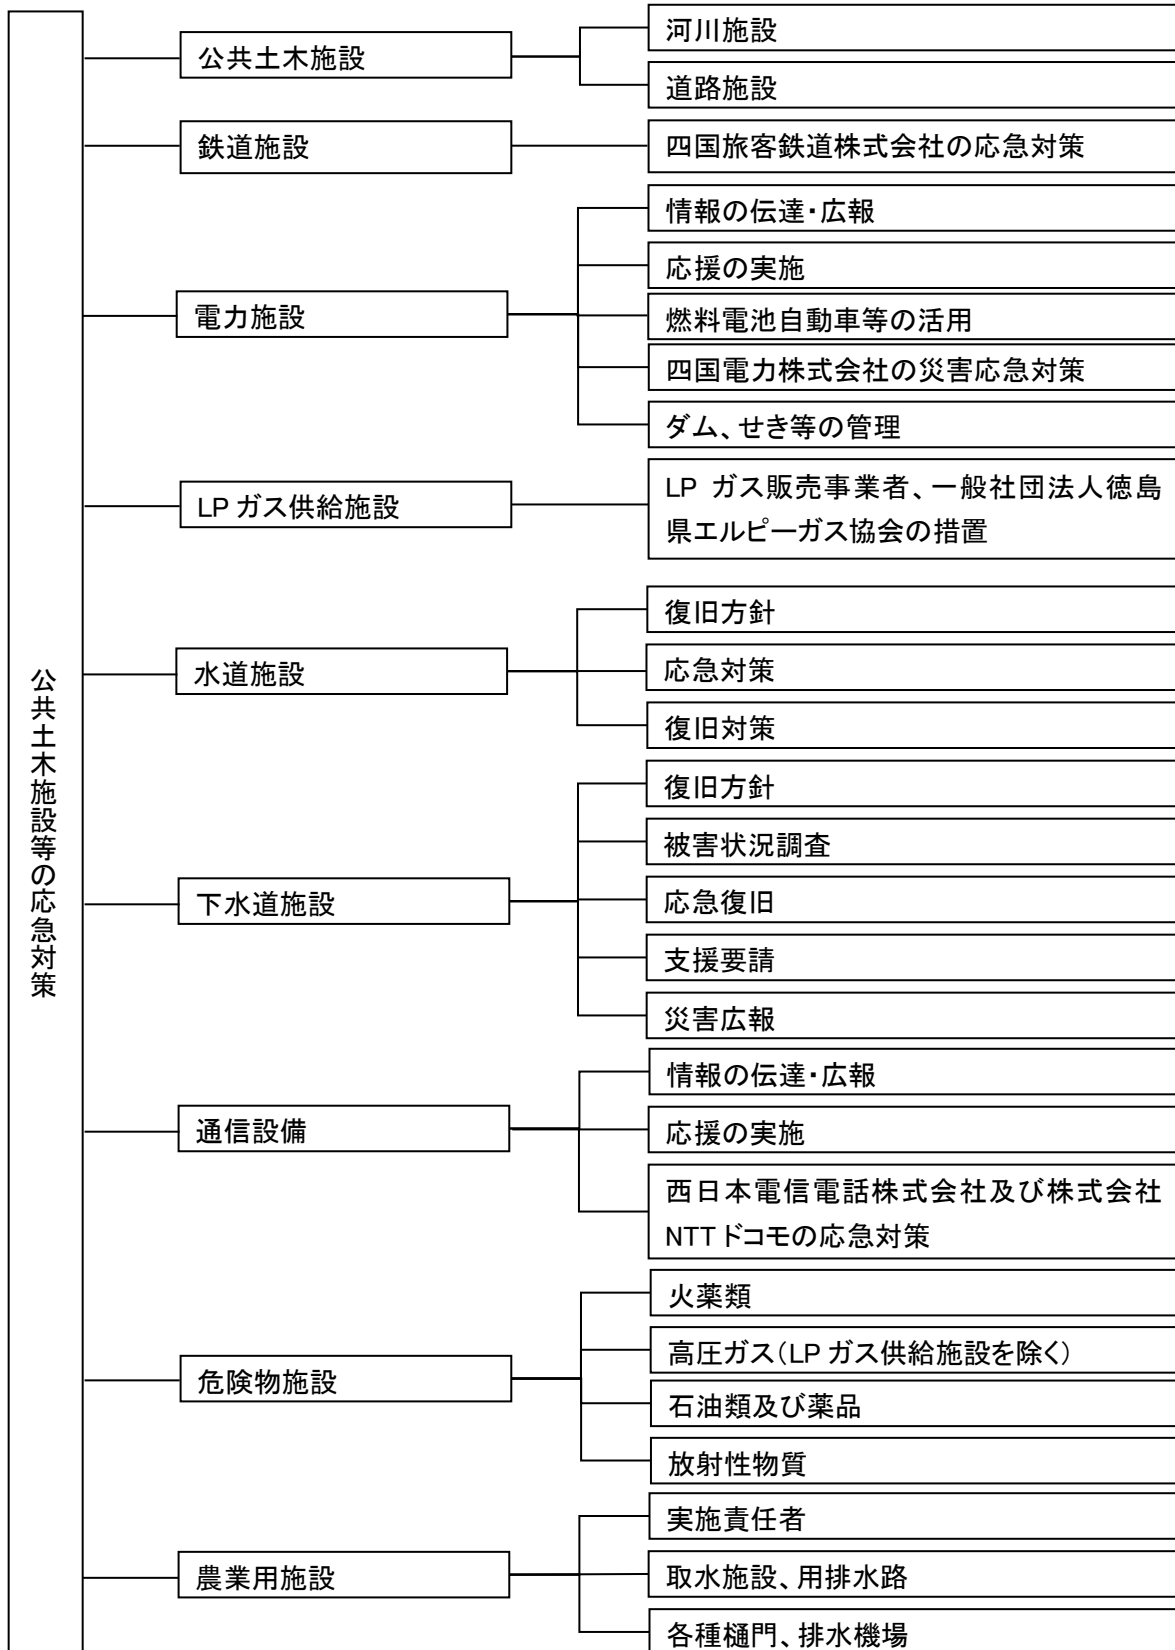 公共土木施設等の応急対策
公共土木施設
河川施設
道路施設
鉄道施設
四国旅客鉄道株式会社の応急対策
電力施設
情報の伝達・広報
応援の実施
燃料電池自動車等の活用
四国電力株式会社の災害応急対策
ダム、せき等の管理
LP ガス供給施設
LP ガス販売事業者、一般社団法人徳島
県エルピーガス協会の措置
水道施設
復旧方針
応急対策
復旧対策
下水道施設
復旧方針
被害状況調査
応急復旧
支援要請
災害広報
通信設備
情報の伝達・広報
応援の実施
西日本電信電話株式会社及び株式会社
NTT ドコモの応急対策
危険物施設
火薬類
高圧ガス（LP ガス供給施設を除く）
石油類及び薬品
放射性物質
農業用施設
実施責任者
取水施設、用排水路
各種樋門、排水機場